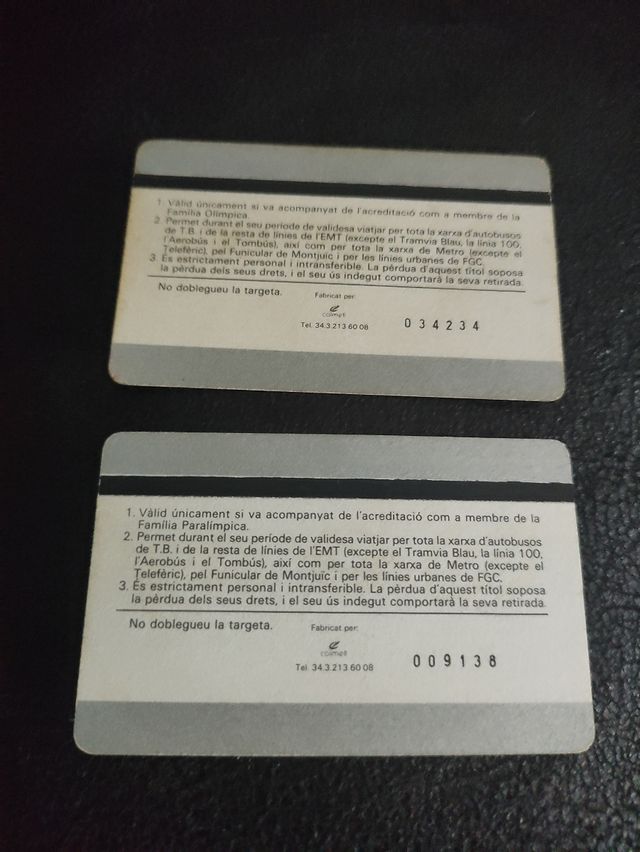 1. Vàlid únicament si va acompanyat de l'acreditació com a membre de la
Família Olímpica.
2. Permet durant el seu període de validesa viatjar per tota la xarxa d'autobusos
de T.B. i de la resta de línies de l'EMT (excepte el Tramvia Blau, la línia 100,
l'Aerobús i el Tombús), així com per tota la xarxa de Metro (excepte el
Telefèric), pel Funicular de Montjuïc i per les línies urbanes de FGC.
3. És estrictament personal i intransferible. La pèrdua d'aquest títol suposa
la pèrdua dels seus drets, i el seu ús indegut comportarà la seva retirada.
No doblegueu la targeta.
Fabricat per:
calmell
Tel. 34.3.213 60 08
034234
1. Vàlid únicament si va acompanyat de l'acreditació com a membre de la
Família Paralímpica.
2. Permet durant el seu període de validesa viatjar per tota la xarxa d'autobusos
de T.B. i de la resta de línies de l'EMT (excepte el Tramvia Blau, la línia 100,
l'Aerobús i el Tombús), així com per tota la xarxa de Metro (excepte el
Telefèric), pel Funicular de Montjuïc i per les línies urbanes de FGC.
3. És estrictament personal i intransferible. La pèrdua d'aquest títol suposa
la pèrdua dels seus drets, i el seu ús indegut comportarà la seva retirada.
No doblegueu la targeta.
Fabricat per:
calmell
Tel. 34.3.213 60 08
009138